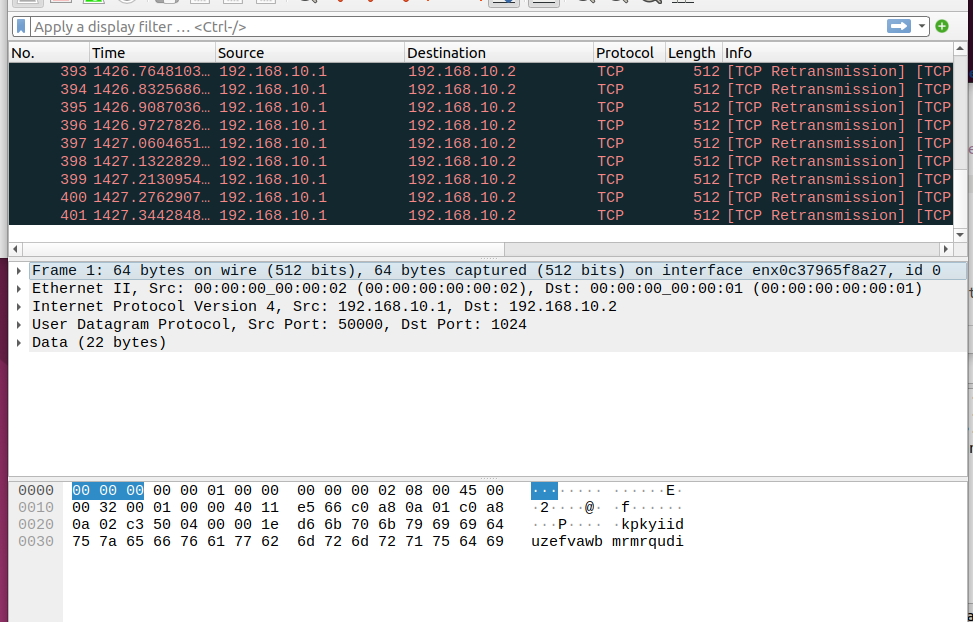 Apply a display filter … <Ctrl-/>
No. Time Source Destination Protocol Length Info
393 1426.7648103… 192.168.10.1 192.168.10.2 TCP 512 [TCP Retransmission] [TCP
394 1426.8325686… 192.168.10.1 192.168.10.2 TCP 512 [TCP Retransmission] [TCP
395 1426.9087036… 192.168.10.1 192.168.10.2 TCP 512 [TCP Retransmission] [TCP
396 1426.9727826… 192.168.10.1 192.168.10.2 TCP 512 [TCP Retransmission] [TCP
397 1427.0604651… 192.168.10.1 192.168.10.2 TCP 512 [TCP Retransmission] [TCP
398 1427.1322829… 192.168.10.1 192.168.10.2 TCP 512 [TCP Retransmission] [TCP
399 1427.2130954… 192.168.10.1 192.168.10.2 TCP 512 [TCP Retransmission] [TCP
400 1427.2762907… 192.168.10.1 192.168.10.2 TCP 512 [TCP Retransmission] [TCP
401 1427.3442848… 192.168.10.1 192.168.10.2 TCP 512 [TCP Retransmission] [TCP
Frame 1: 64 bytes on wire (512 bits), 64 bytes captured (512 bits) on interface enx0c37965f8a27, id 0
Ethernet II, Src: 00:00:00_00:00:02 (00:00:00:00:00:02), Dst: 00:00:00_00:00:01 (00:00:00:00:00:01)
Internet Protocol Version 4, Src: 192.168.10.1, Dst: 192.168.10.2
User Datagram Protocol, Src Port: 50000, Dst Port: 1024
Data (22 bytes)
0000 00 00 00 00 00 01 00 00 00 00 00 02 08 00 45 00 ········ ······E·
0010 00 32 00 01 00 00 40 11 e5 66 c0 a8 0a 01 c0 a8 ·2····@· ·f······
0020 0a 02 c3 50 04 00 00 1e d6 6b 70 6b 79 69 69 64 ···P···· ·kpkyiid
0030 75 7a 65 66 76 61 77 62 6d 72 6d 72 71 75 64 69 uzefvawb mrmrqudi